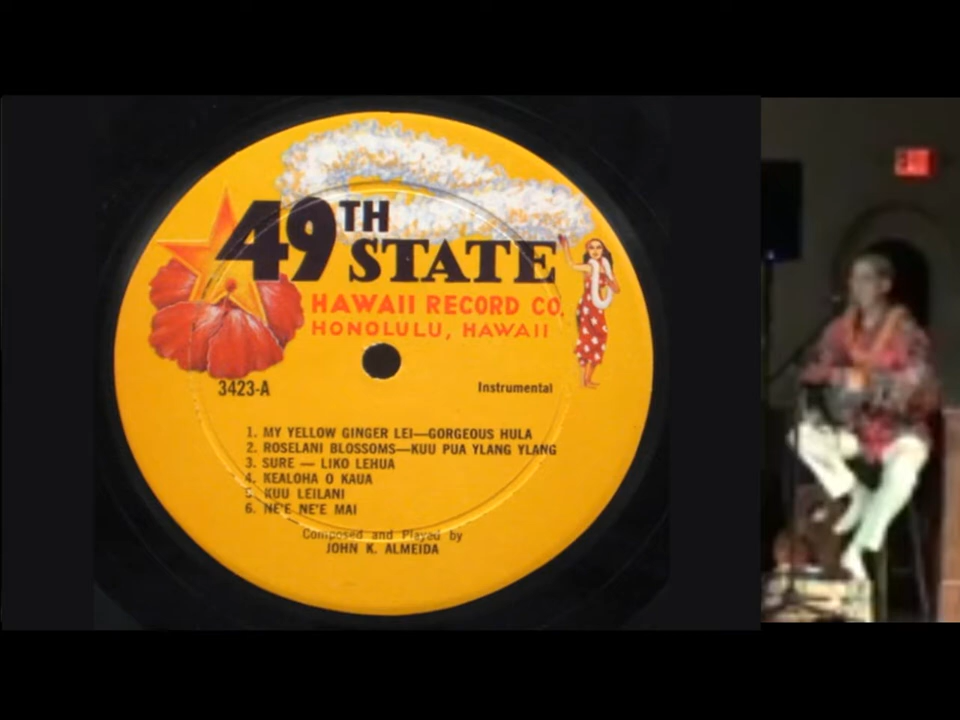 49TH
STATE
HAWAII RECORD CO.
HONOLULU, HAWAII
3423-A
Instrumental
1. MY YELLOW GINGER LEI—GORGEOUS HULA
2. ROSELANI BLOSSOMS—KUU PUA YLANG YLANG
3. SURE — LIKO LEHUA
4. KEALOHA O KAUA
5. KUU LEILANI
6. NE'E NE'E MAI
Composed and Played by
JOHN K. ALMEIDA
EXIT